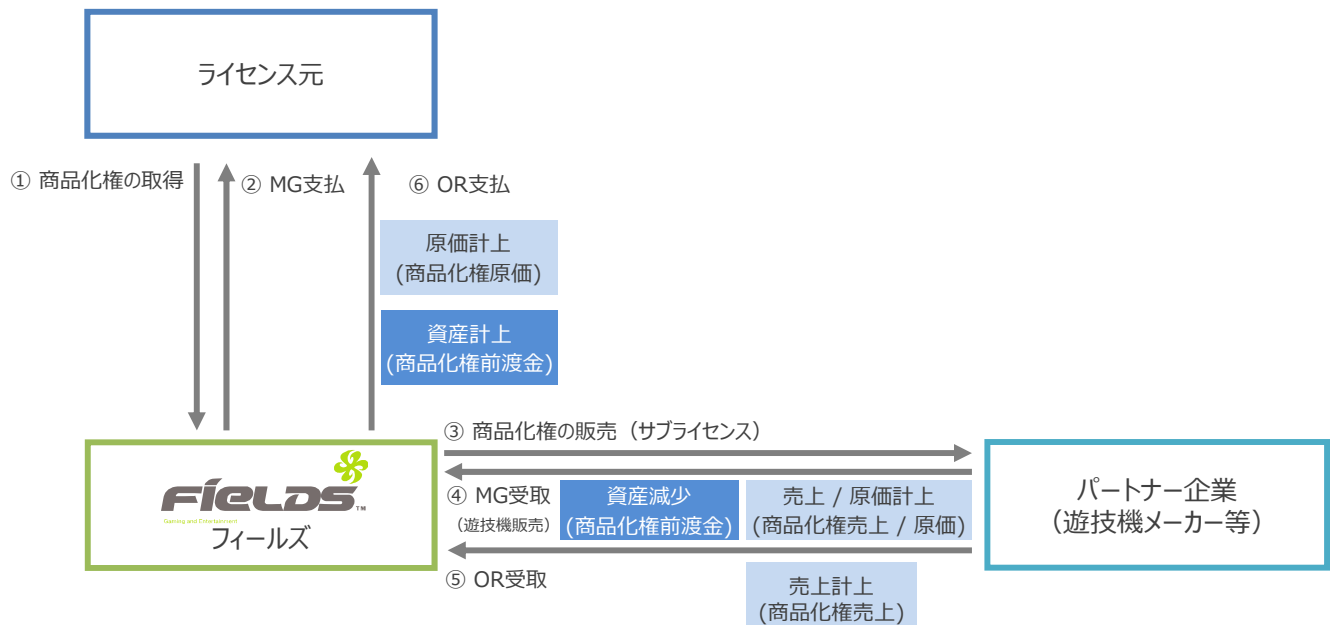 ライセンス元
① 商品化権の取得
② MG支払
⑥ OR支払
原価計上
(商品化権原価)
資産計上
(商品化権前渡金)
③ 商品化権の販売（サブライセンス）
FIELDS™
Gaming and Entertainment
フィールズ
④ MG受取
（遊技機販売）
資産減少
(商品化権前渡金)
売上 / 原価計上
(商品化権売上 / 原価)
パートナー企業
（遊技機メーカー等）
⑤ OR受取
売上計上
(商品化権売上)